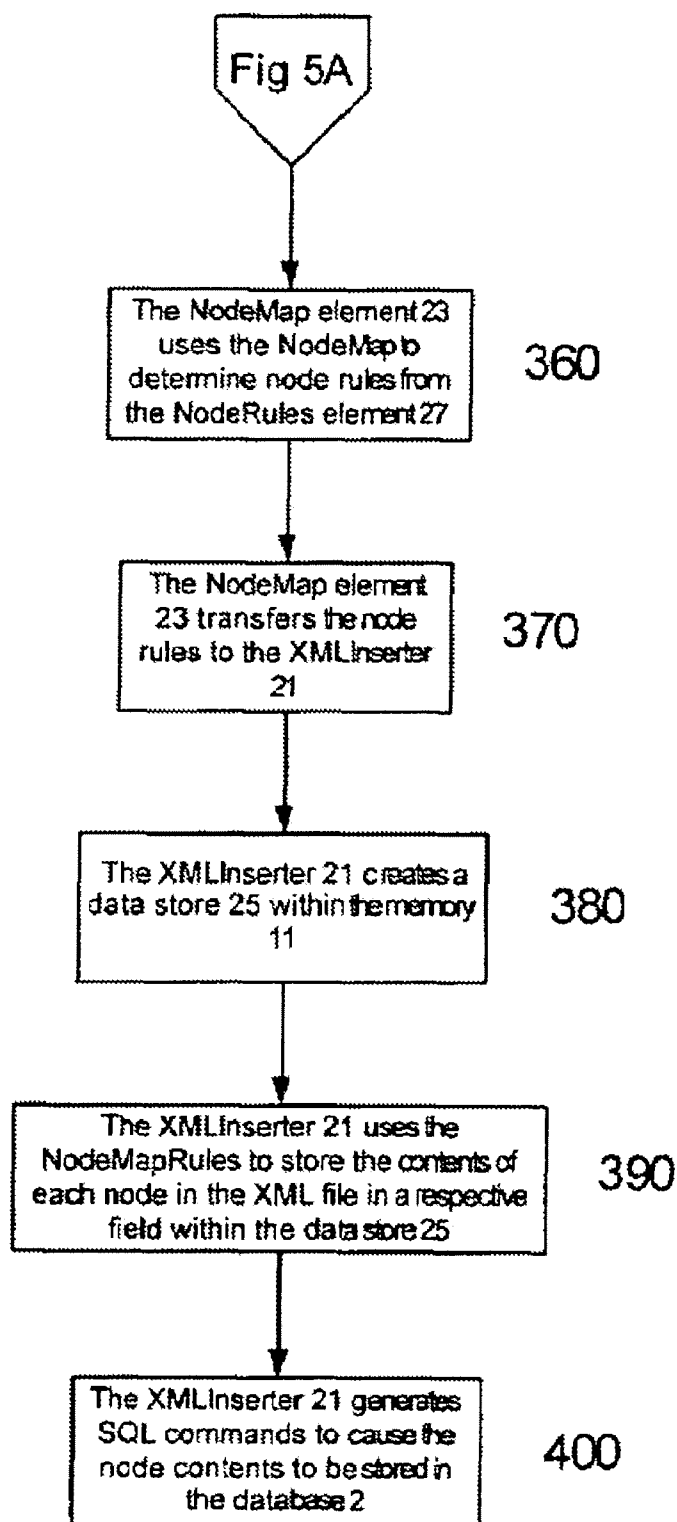 Fig 5A
The NodeMap element 23
uses the NodeMap to
determine node rules from
the NodeRules element 27
360
The NodeMap element
23 transfers the node
rules to the XMLInserter
21
370
The XMLInserter 21 creates a
data store 25 within the memory
11
380
The XMLInserter 21 uses the
NodeMapRules to store the contents of
each node in the XML file in a respective
field within the data store 25
390
The XMLInserter 21 generates
SQL commands to cause the
node contents to be stored in
the database 2
400